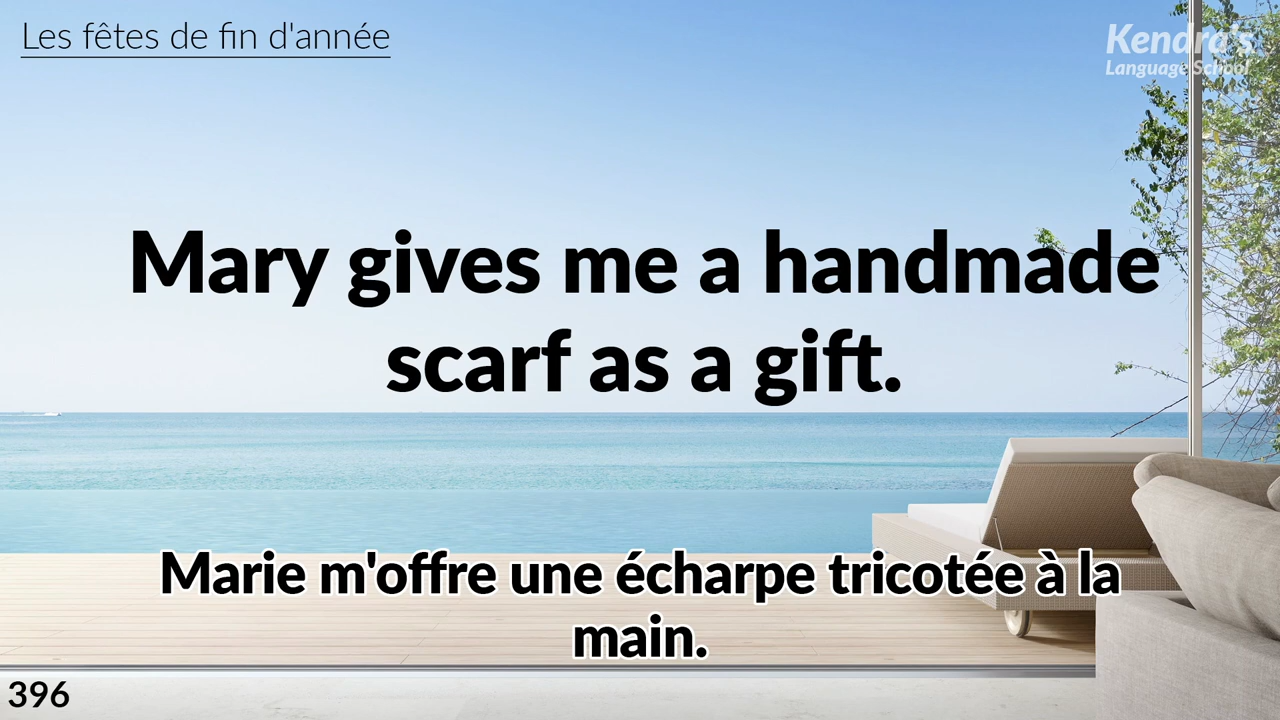 Les fêtes de fin d'année
Kendra's
Language School
Mary gives me a handmade
scarf as a gift.
Marie m'offre une écharpe tricotée à la
main.
396